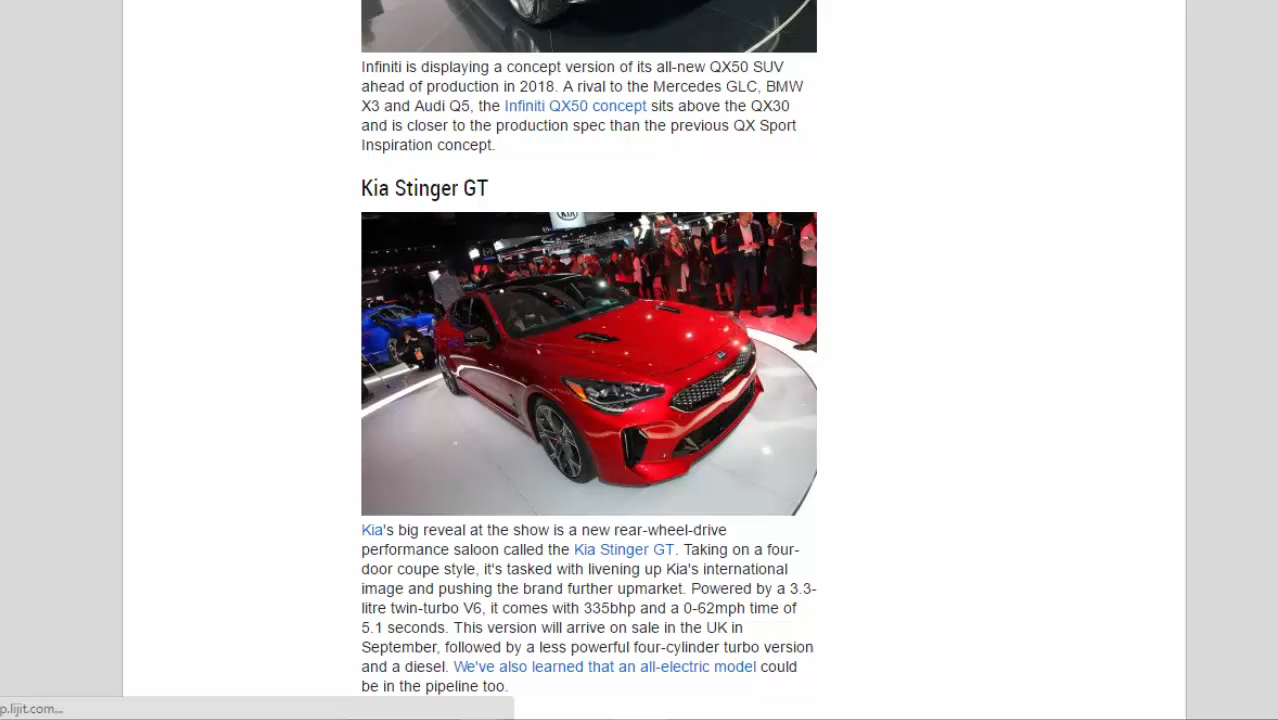 Infiniti is displaying a concept version of its all-new QX50 SUV
ahead of production in 2018. A rival to the Mercedes GLC, BMW
X3 and Audi Q5, the Infiniti QX50 concept sits above the QX30
and is closer to the production spec than the previous QX Sport
Inspiration concept.
Kia Stinger GT
KIA
Kia's big reveal at the show is a new rear-wheel-drive
performance saloon called the Kia Stinger GT. Taking on a four-
door coupe style, it's tasked with livening up Kia's international
image and pushing the brand further upmarket. Powered by a 3.3-
litre twin-turbo V6, it comes with 335bhp and a 0-62mph time of
5.1 seconds. This version will arrive on sale in the UK in
September, followed by a less powerful four-cylinder turbo version
and a diesel. We've also learned that an all-electric model could
be in the pipeline too.
p.lijit.com...